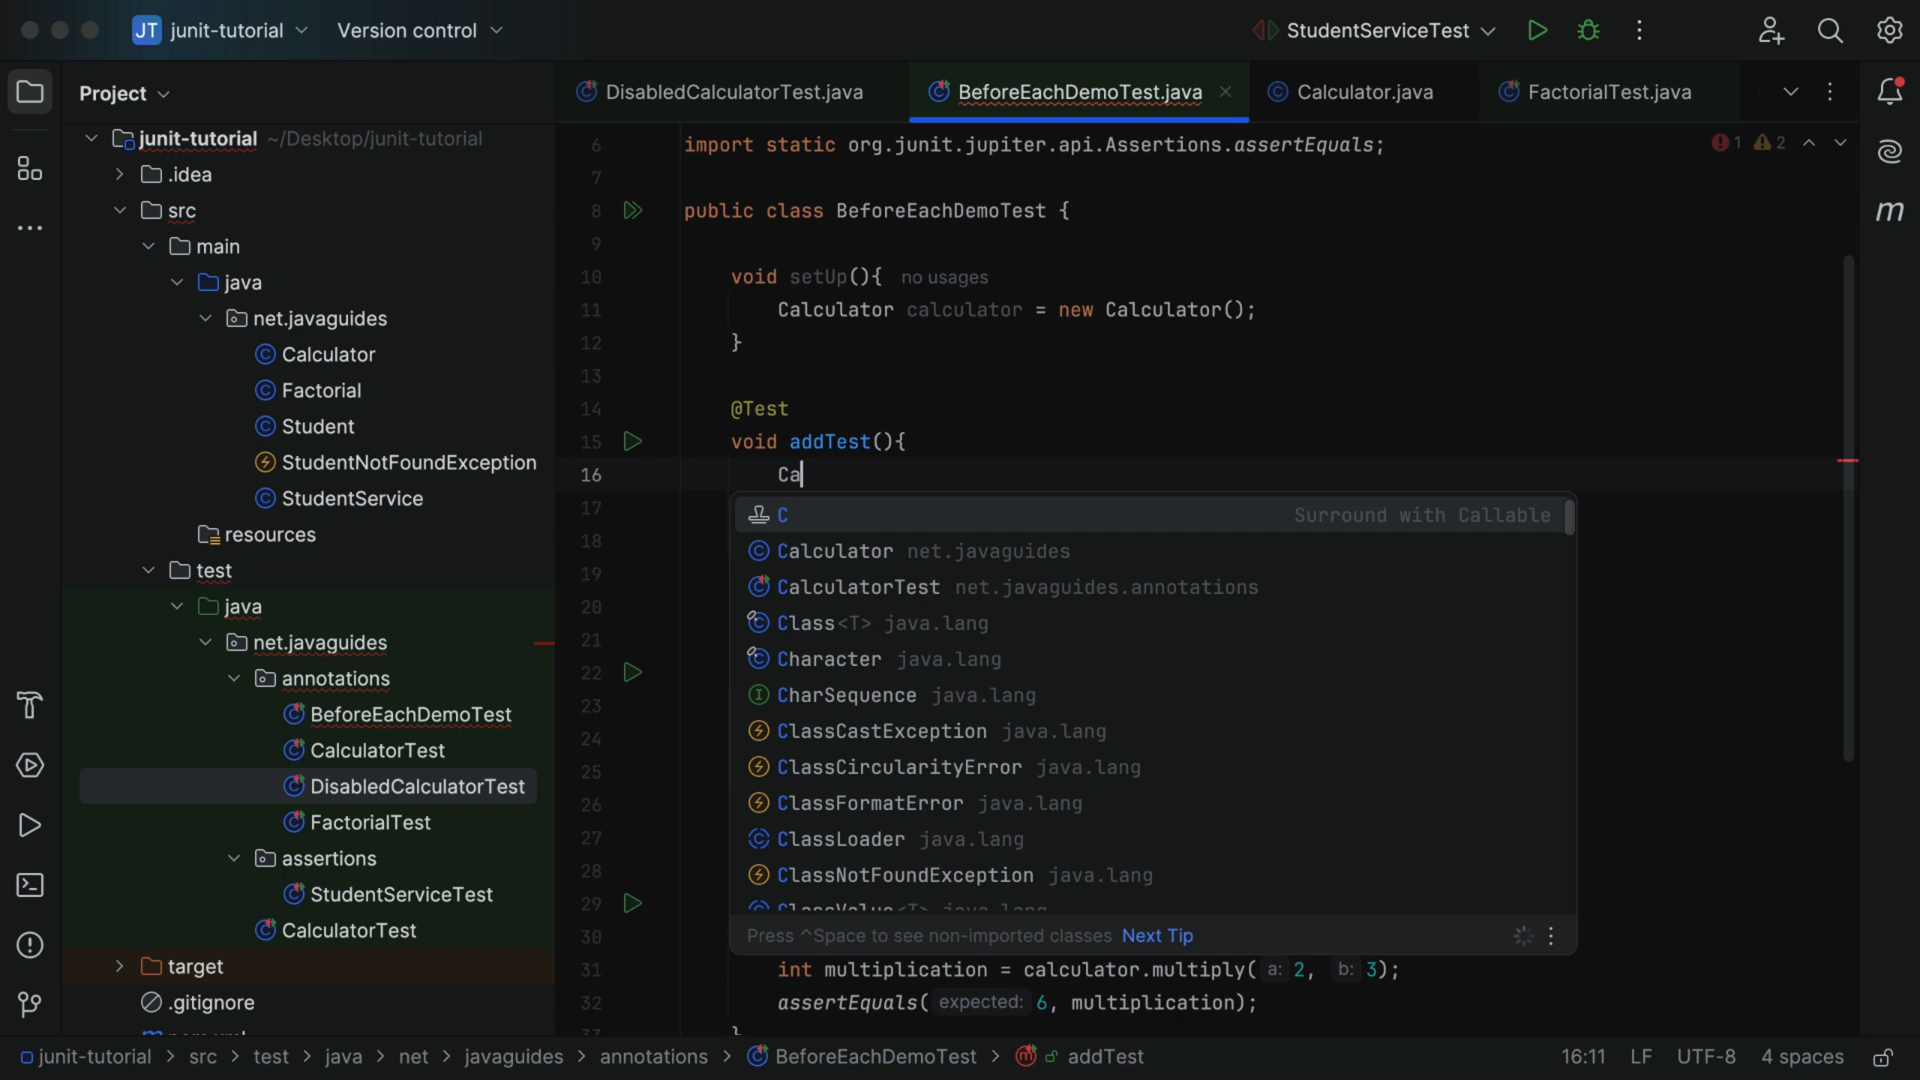 JT junit-tutorial Version control StudentServiceTest
Project
DisabledCalculatorTest.java BeforeEachDemoTest.java Calculator.java FactorialTest.java
junit-tutorial ~/Desktop/junit-tutorial
.idea
src
main
java
net.javaguides
Calculator
Factorial
Student
StudentNotFoundException
StudentService
resources
test
java
net.javaguides
annotations
BeforeEachDemoTest
CalculatorTest
DisabledCalculatorTest
FactorialTest
assertions
StudentServiceTest
CalculatorTest
target
.gitignore
6 import static org.junit.jupiter.api.Assertions.assertEquals; 1 2
7
8 public class BeforeEachDemoTest {
9
10 void setUp(){ no usages
11 Calculator calculator = new Calculator();
12 }
13
14 @Test
15 void addTest(){
16 Ca
17
18
19
20
21
22
23
24
25
26
27
28
29
30
31 int multiplication = calculator.multiply( a: 2, b: 3);
32 assertEquals( expected: 6, multiplication);
33 }
C Surround with Callable
Calculator net.javaguides
CalculatorTest net.javaguides.annotations
Class<T> java.lang
Character java.lang
CharSequence java.lang
ClassCastException java.lang
ClassCircularityError java.lang
ClassFormatError java.lang
ClassLoader java.lang
ClassNotFoundException java.lang
ClassValue<T> java.lang
Press ^Space to see non-imported classes Next Tip
m
junit-tutorial > src > test > java > net > javaguides > annotations > BeforeEachDemoTest > addTest 16:11 LF UTF-8 4 spaces